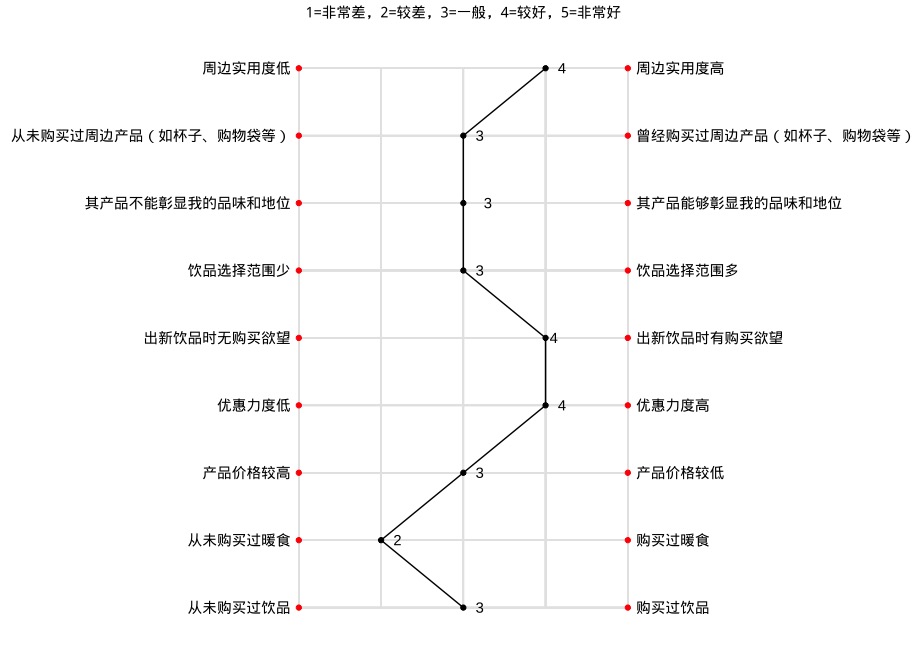 1=非常差，2=较差，3=一般，4=较好，5=非常好
周边实用度低 4 周边实用度高
从未购买过周边产品（如杯子、购物袋等） 3 曾经购买过周边产品（如杯子、购物袋等）
其产品不能彰显我的品味和地位 3 其产品能够彰显我的品味和地位
饮品选择范围少 3 饮品选择范围多
出新饮品时无购买欲望 4 出新饮品时有购买欲望
优惠力度低 4 优惠力度高
产品价格较高 3 产品价格较低
从未购买过暖食 2 购买过暖食
从未购买过饮品 3 购买过饮品